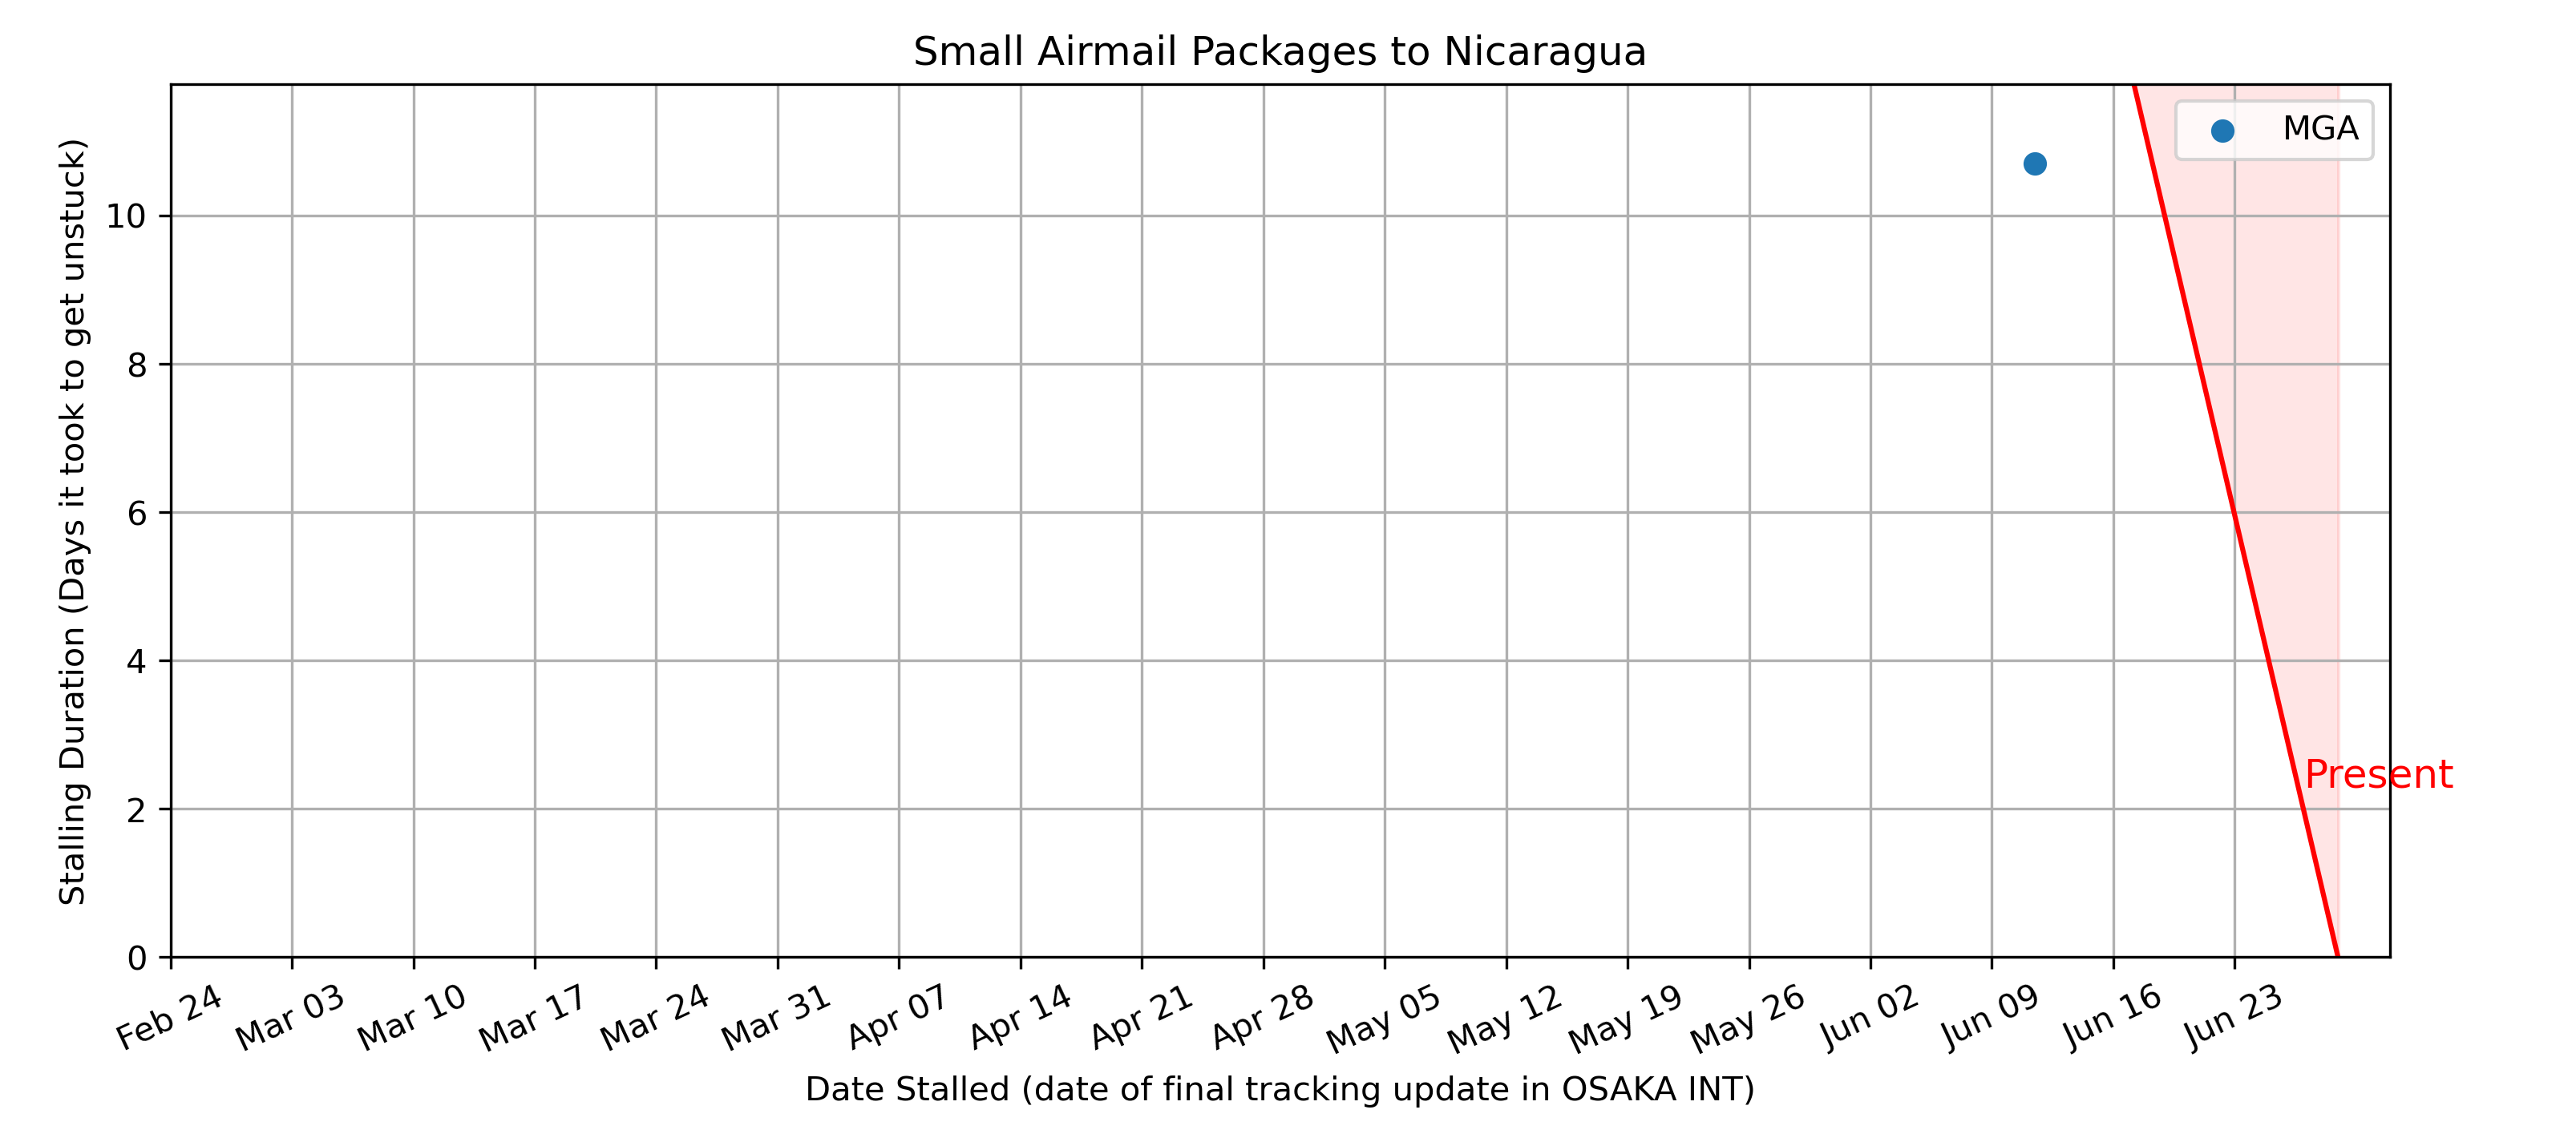 Small Airmail Packages to Nicaragua
MGA
Stalling Duration (Days it took to get unstuck)
10
8
6
4
2
0
Present
Feb 24 Mar 03 Mar 10 Mar 17 Mar 24 Mar 31 Apr 07 Apr 14 Apr 21 Apr 28 May 05 May 12 May 19 May 26 Jun 02 Jun 09 Jun 16 Jun 23
Date Stalled (date of final tracking update in OSAKA INT)